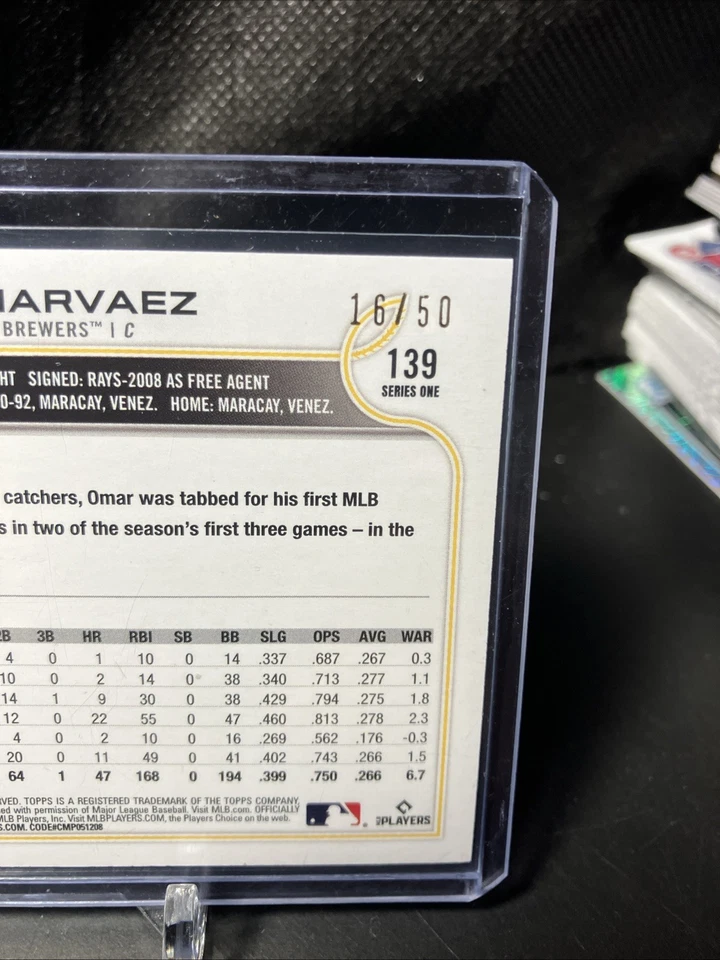 ARVAEZ
16/50
BREWERS™ | C
139
SERIES ONE
HT SIGNED: RAYS-2008 AS FREE AGENT
0-92, MARACAY, VENEZ. HOME: MARACAY, VENEZ.
catchers, Omar was tabbed for his first MLB
s in two of the season's first three games – in the
2B 3B HR RBI SB BB SLG OPS AVG WAR
4 0 1 10 0 14 .337 .687 .267 0.3
10 0 2 14 0 38 .340 .713 .277 1.1
14 1 9 30 0 38 .429 .794 .275 1.8
12 0 22 55 0 47 .460 .813 .278 2.3
4 0 2 10 0 16 .269 .562 .176 -0.3
20 0 11 49 0 41 .402 .743 .266 1.5
64 1 47 168 0 194 .399 .750 .266 6.7
RVED. TOPPS IS A REGISTERED TRADEMARK OF THE TOPPS COMPANY,
ed with permission of Major League Baseball. Visit MLB.com. OFFICIALLY
MLB Players, Inc. Visit MLBPLAYERS.COM, the Players Choice on the web.
S.COM. CODE#CMP051208
PLAYERS